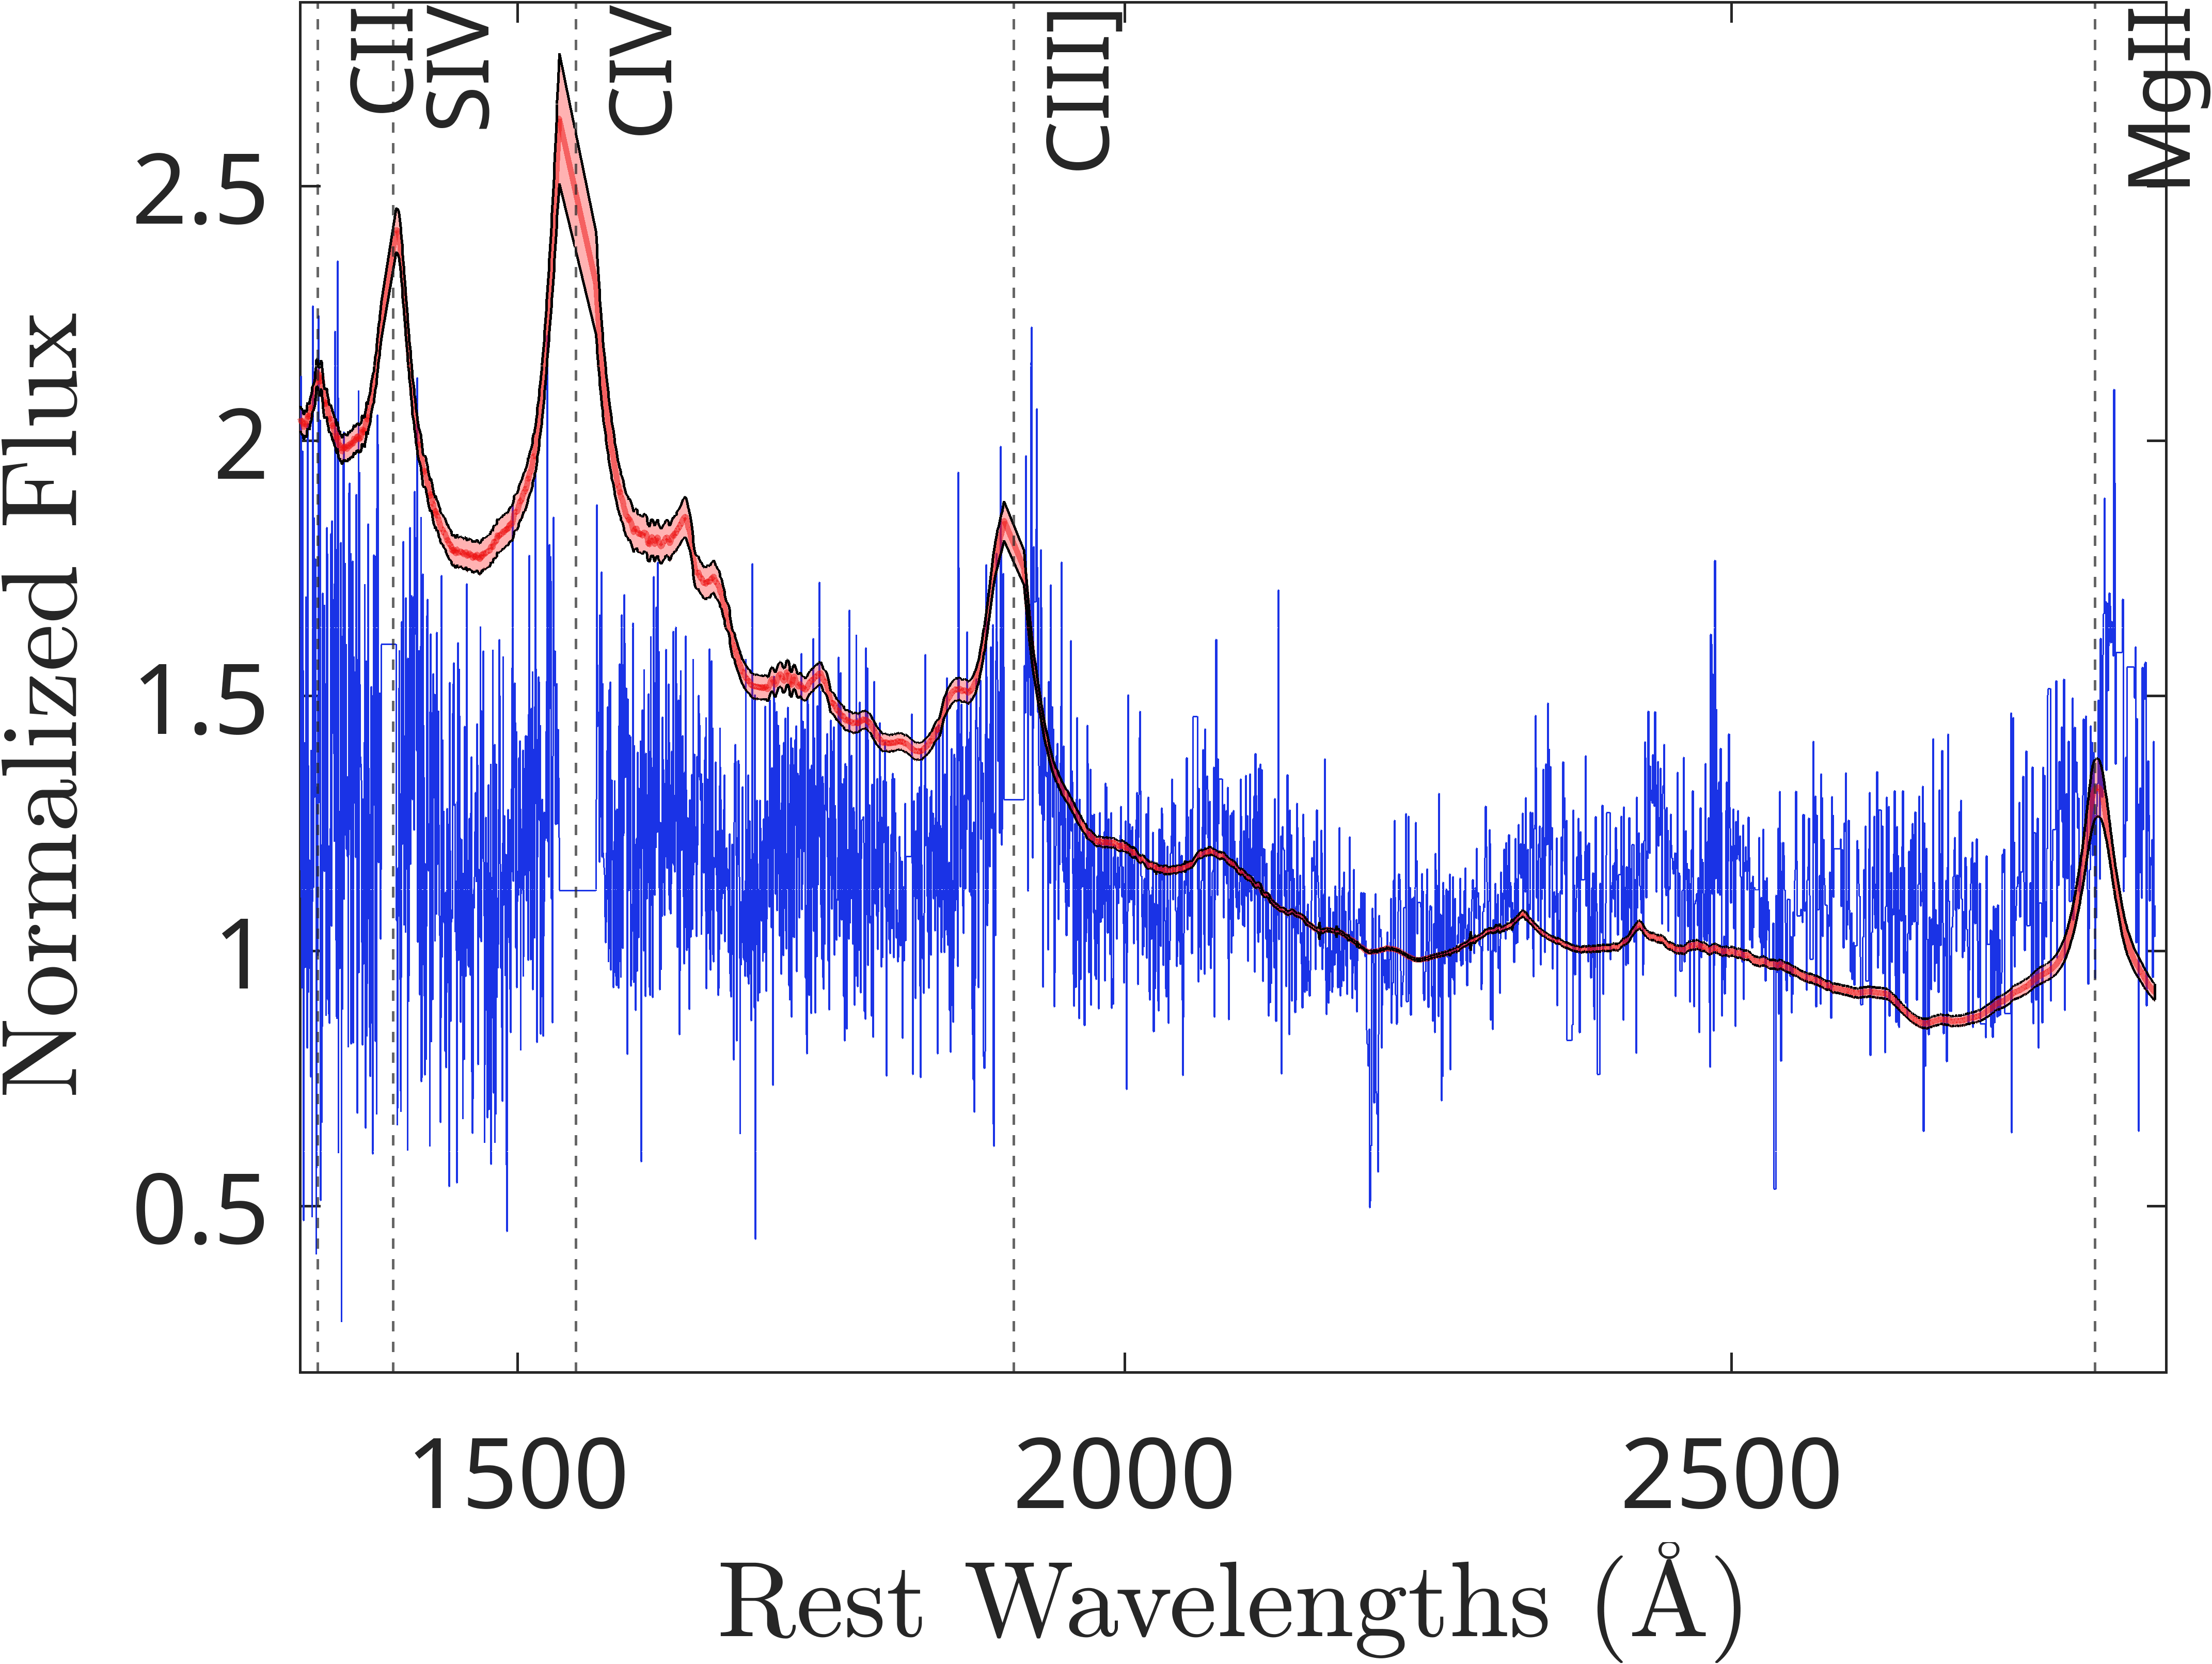 CII
SIV
CIV
CIII]
MgII
2.5
2
1.5
1
0.5
Normalized Flux
1500
2000
2500
Rest Wavelengths (Å)